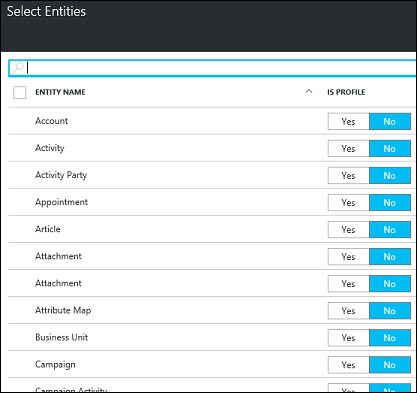 Select Entities
ENTITY NAME IS PROFILE
Account Yes No
Activity Yes No
Activity Party Yes No
Appointment Yes No
Article Yes No
Attachment Yes No
Attachment Yes No
Attribute Map Yes No
Business Unit Yes No
Campaign Yes No
Campaign Activity Yes No